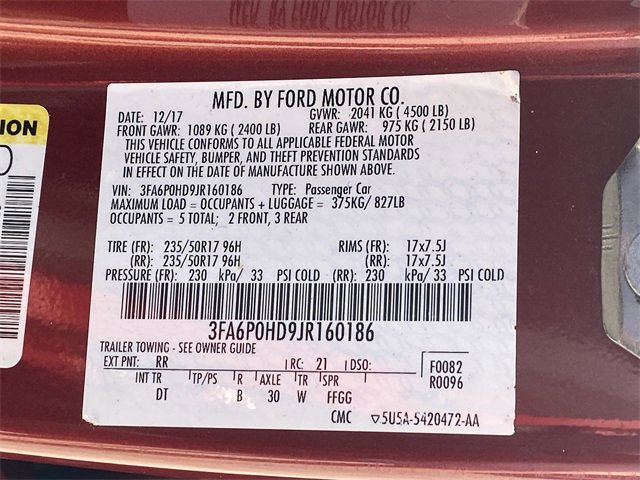 MFD. BY FORD MOTOR CO.
DATE: 12/17 GVWR: 2041 KG ( 4500 LB)
FRONT GAWR: 1089 KG ( 2400 LB) REAR GAWR: 975 KG ( 2150 LB)
THIS VEHICLE CONFORMS TO ALL APPLICABLE FEDERAL MOTOR
VEHICLE SAFETY, BUMPER, AND THEFT PREVENTION STANDARDS
IN EFFECT ON THE DATE OF MANUFACTURE SHOWN ABOVE.
VIN: 3FA6P0HD9JR160186 TYPE: Passenger Car
MAXIMUM LOAD = OCCUPANTS + LUGGAGE = 375KG/ 827LB
OCCUPANTS = 5 TOTAL; 2 FRONT, 3 REAR
TIRE (FR): 235/50R17 96H RIMS (FR): 17x7.5J
(RR): 235/50R17 96H (RR): 17x7.5J
PRESSURE (FR): 230 kPa/ 33 PSI COLD (RR): 230 kPa/ 33 PSI COLD
3FA6P0HD9JR160186
TRAILER TOWING - SEE OWNER GUIDE
EXT PNT: RR RC: 21 DSO: F0082
INT TR TP/PS R AXLE TR SPR R0096
DT B 30 W FFGG
CMC ▽5U5A-5420472-AA
ION